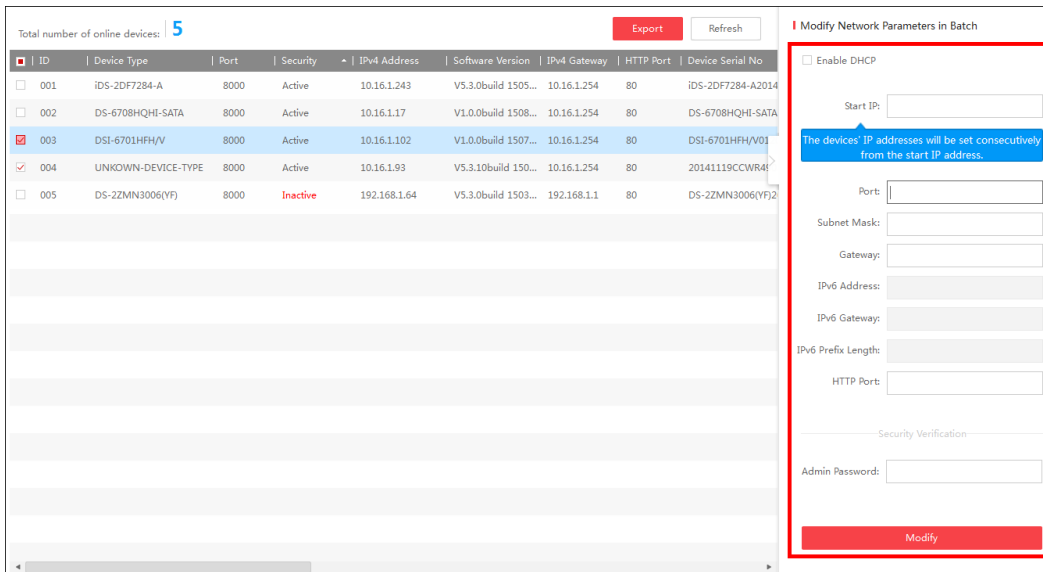 Total number of online devices: 5
Export
Refresh
ID | Device Type | Port | Security | IPv4 Address | Software Version | IPv4 Gateway | HTTP Port | Device Serial No
001 iDS-2DF7284-A 8000 Active 10.16.1.243 V5.3.0build 1505... 10.16.1.254 80 iDS-2DF7284-A2014
002 DS-6708HQHI-SATA 8000 Active 10.16.1.17 V1.0.0build 1508... 10.16.1.254 80 DS-6708HQHI-SATA
003 DSI-6701HFH/V 8000 Active 10.16.1.102 V1.0.0build 1507... 10.16.1.254 80 DSI-6701HFH/V01
004 UNKOWN-DEVICE-TYPE 8000 Active 10.16.1.93 V5.3.10build 150... 10.16.1.254 80 20141119CCWR49
005 DS-2ZMN3006(YF) 8000 Inactive 192.168.1.64 V5.3.0build 1503... 192.168.1.1 80 DS-2ZMN3006(YF)2
Modify Network Parameters in Batch
Enable DHCP
Start IP:
The devices' IP addresses will be set consecutively
from the start IP address.
Port:
Subnet Mask:
Gateway:
IPv6 Address:
IPv6 Gateway:
IPv6 Prefix Length:
HTTP Port:
Security Verification
Admin Password:
Modify